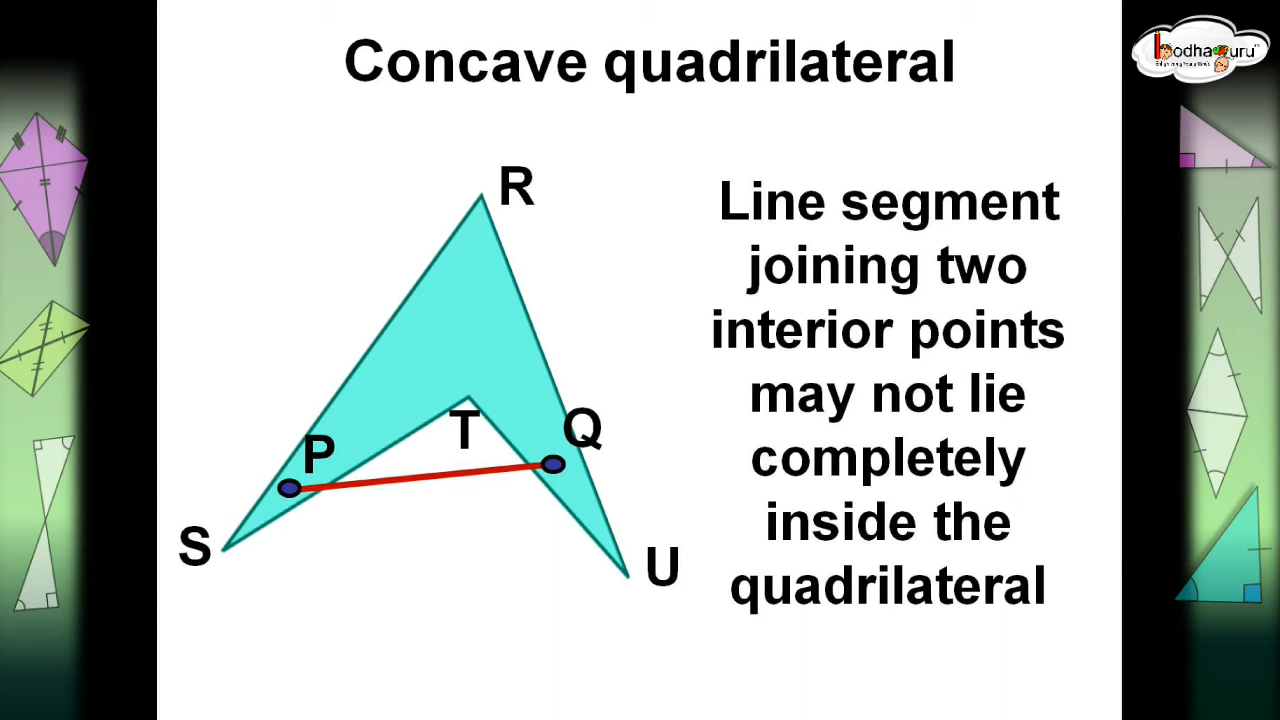 Concave quadrilateral
R
Line segment
joining two
interior points
may not lie
completely
inside the
quadrilateral
P
T
Q
S
U